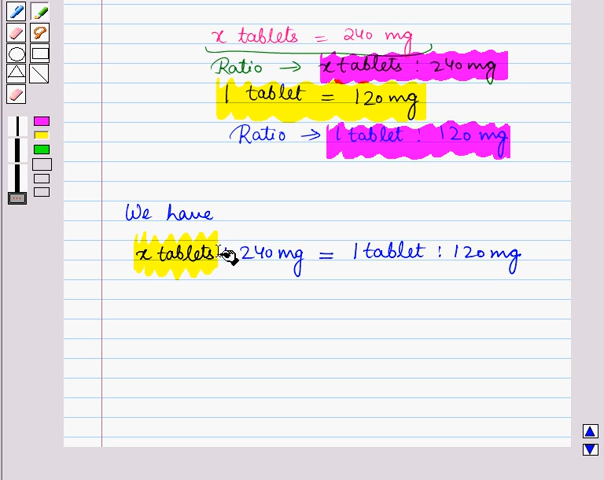 x tablets = 240 mg
Ratio → x tablets : 240 mg
1 tablet = 120 mg
Ratio → 1 tablet : 120 mg
We have
x tablets : 240 mg = 1 tablet : 120 mg